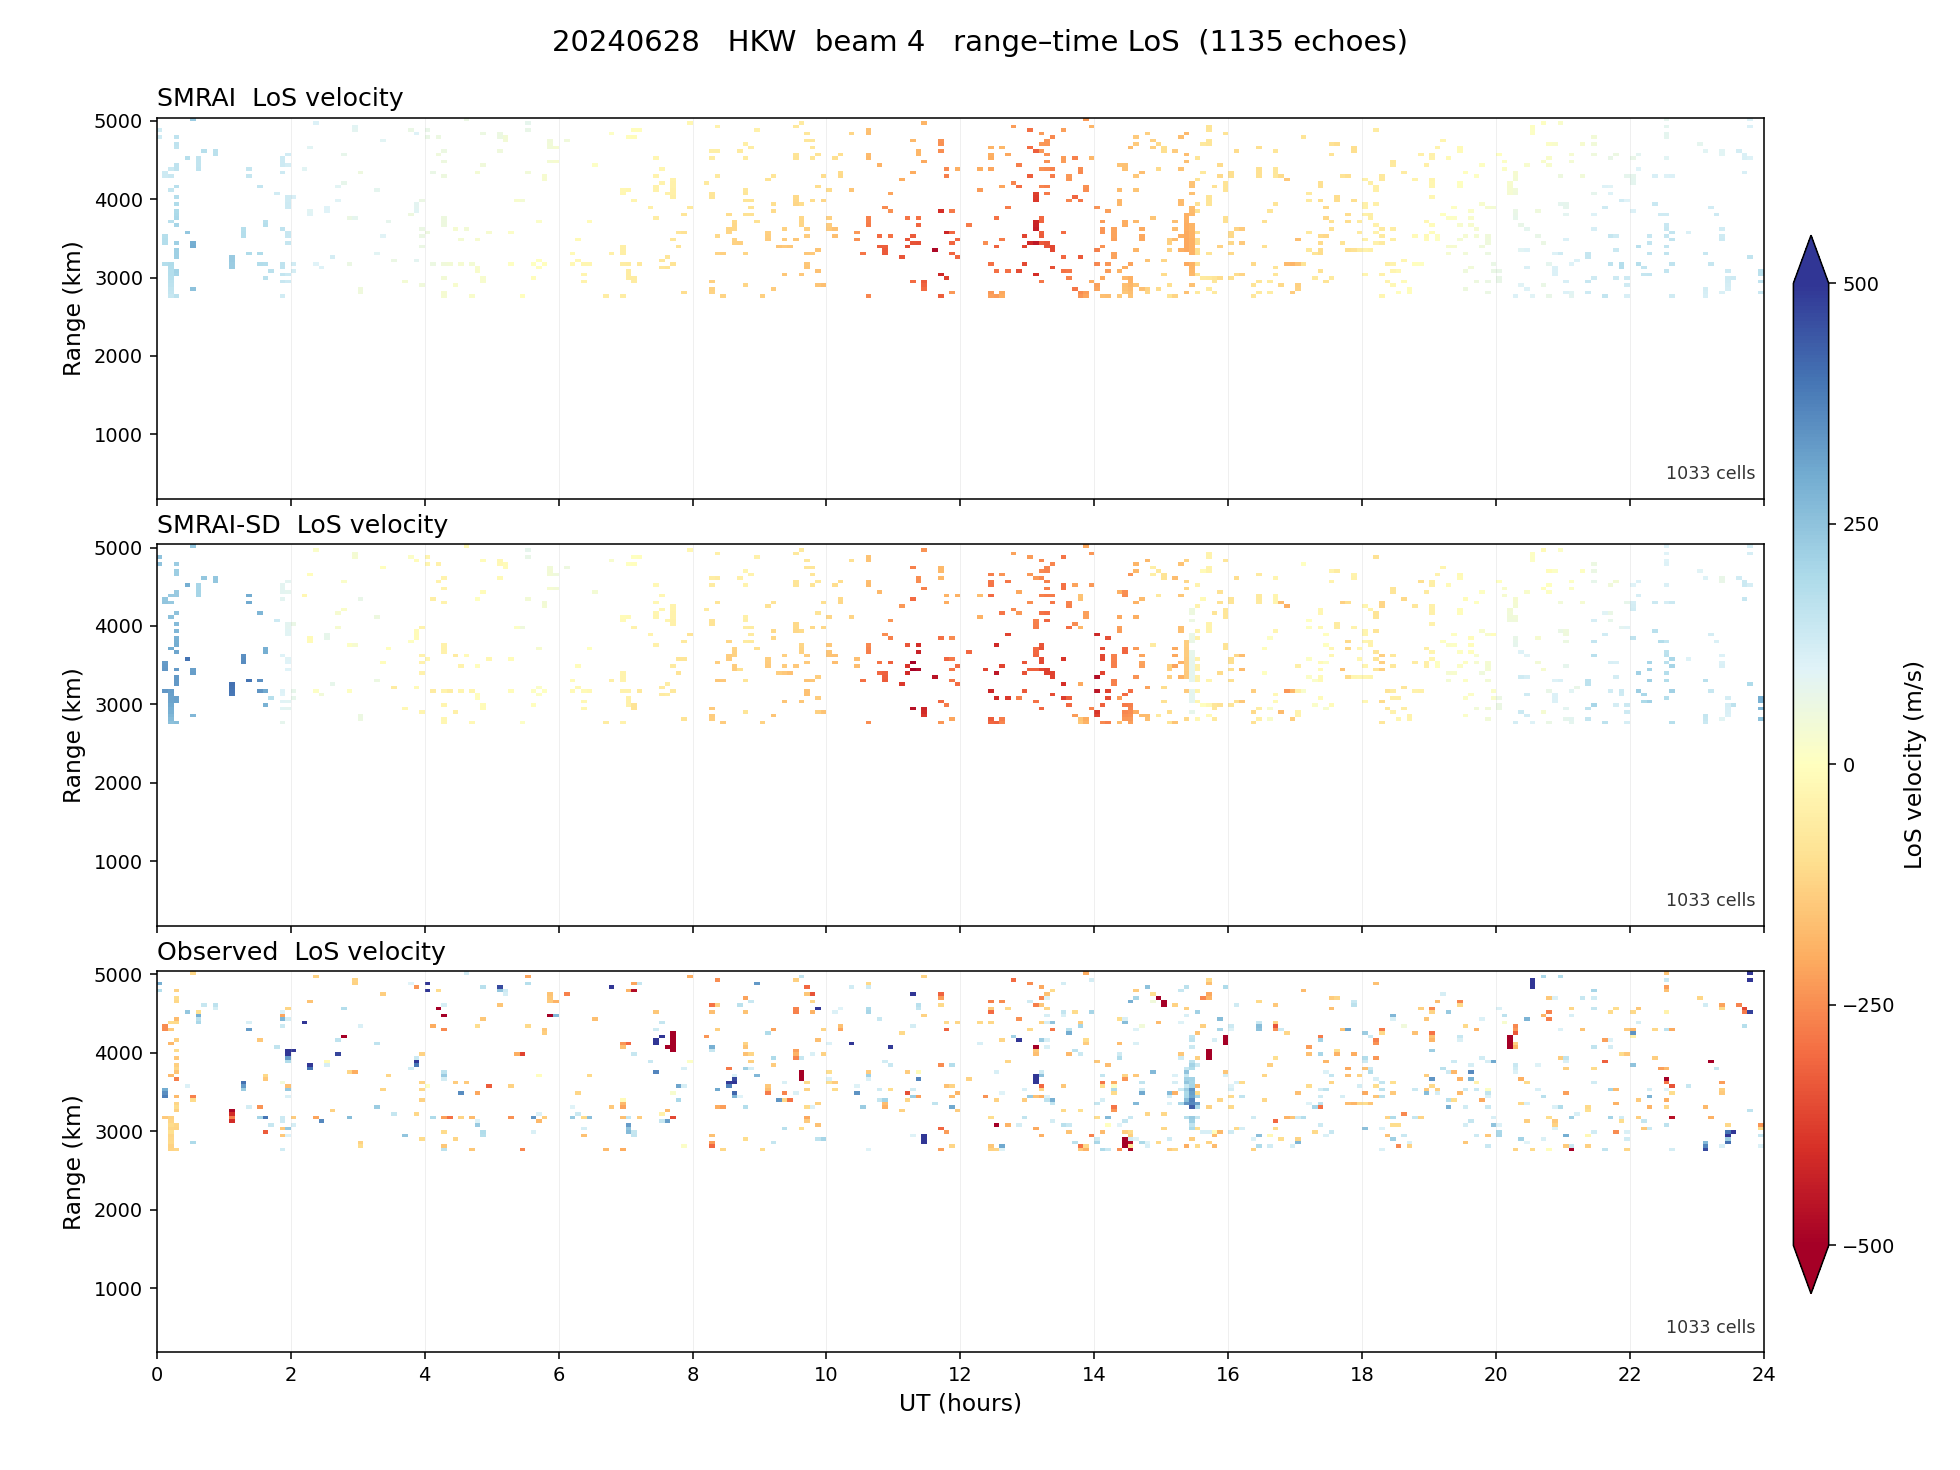 20240628   HKW  beam 4   range–time LoS  (1135 echoes)
SMRAI  LoS velocity
5000
4000
3000
2000
1000
Range (km)
1033 cells
SMRAI-SD  LoS velocity
5000
4000
3000
2000
1000
Range (km)
1033 cells
Observed  LoS velocity
5000
4000
3000
2000
1000
Range (km)
1033 cells
0 2 4 6 8 10 12 14 16 18 20 22 24
UT (hours)
500
250
0
−250
−500
LoS velocity (m/s)